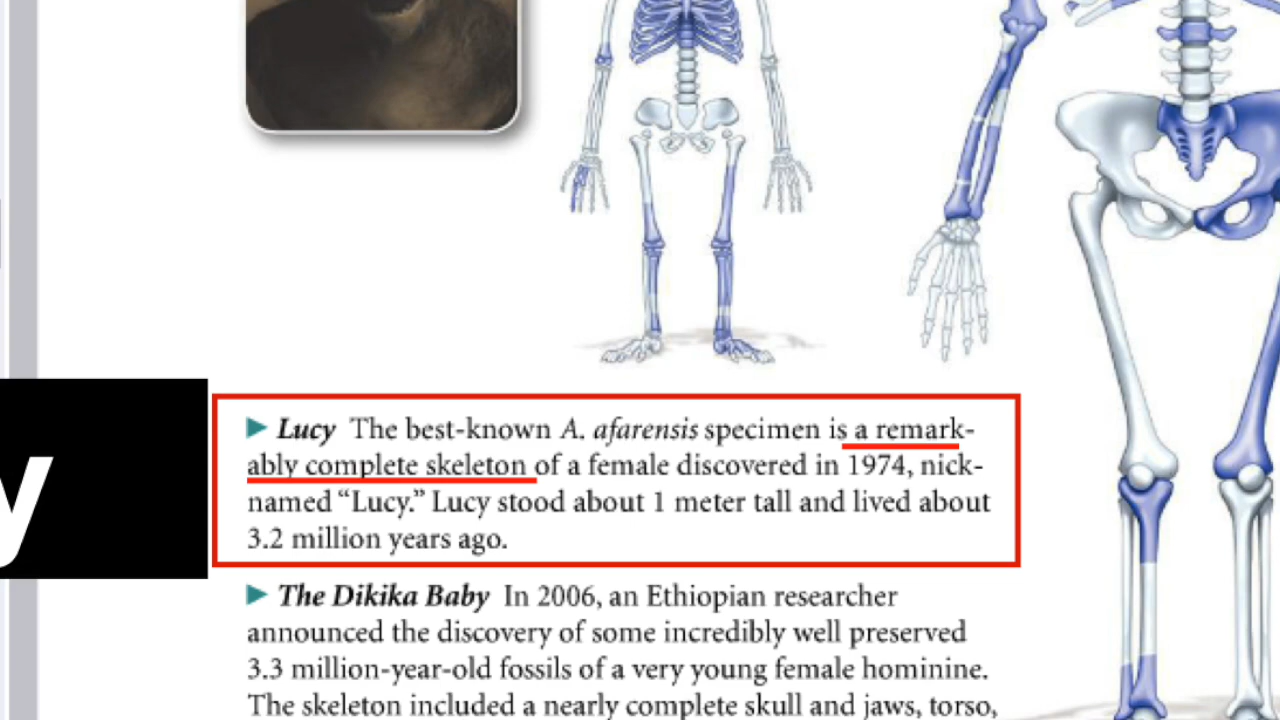 y
▶ Lucy The best-known A. afarensis specimen is a remark-
ably complete skeleton of a female discovered in 1974, nick-
named “Lucy.” Lucy stood about 1 meter tall and lived about
3.2 million years ago.
▶ The Dikika Baby In 2006, an Ethiopian researcher
announced the discovery of some incredibly well preserved
3.3 million-year-old fossils of a very young female hominine.
The skeleton included a nearly complete skull and jaws, torso,